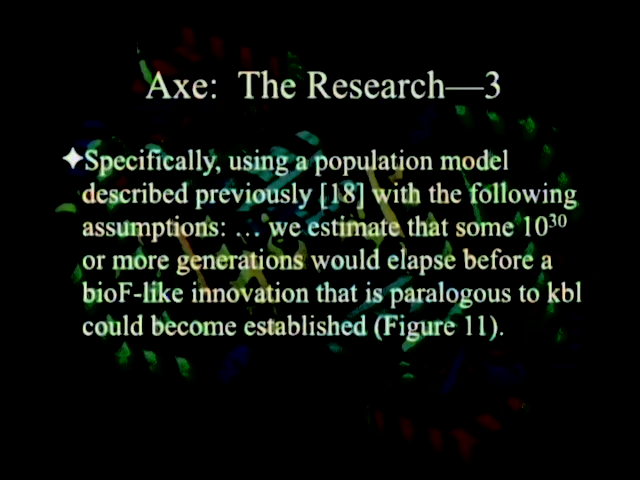 Axe: The Research—3
✦Specifically, using a population model
described previously [18] with the following
assumptions: … we estimate that some 10³⁰
or more generations would elapse before a
bioF-like innovation that is paralogous to kbl
could become established (Figure 11).